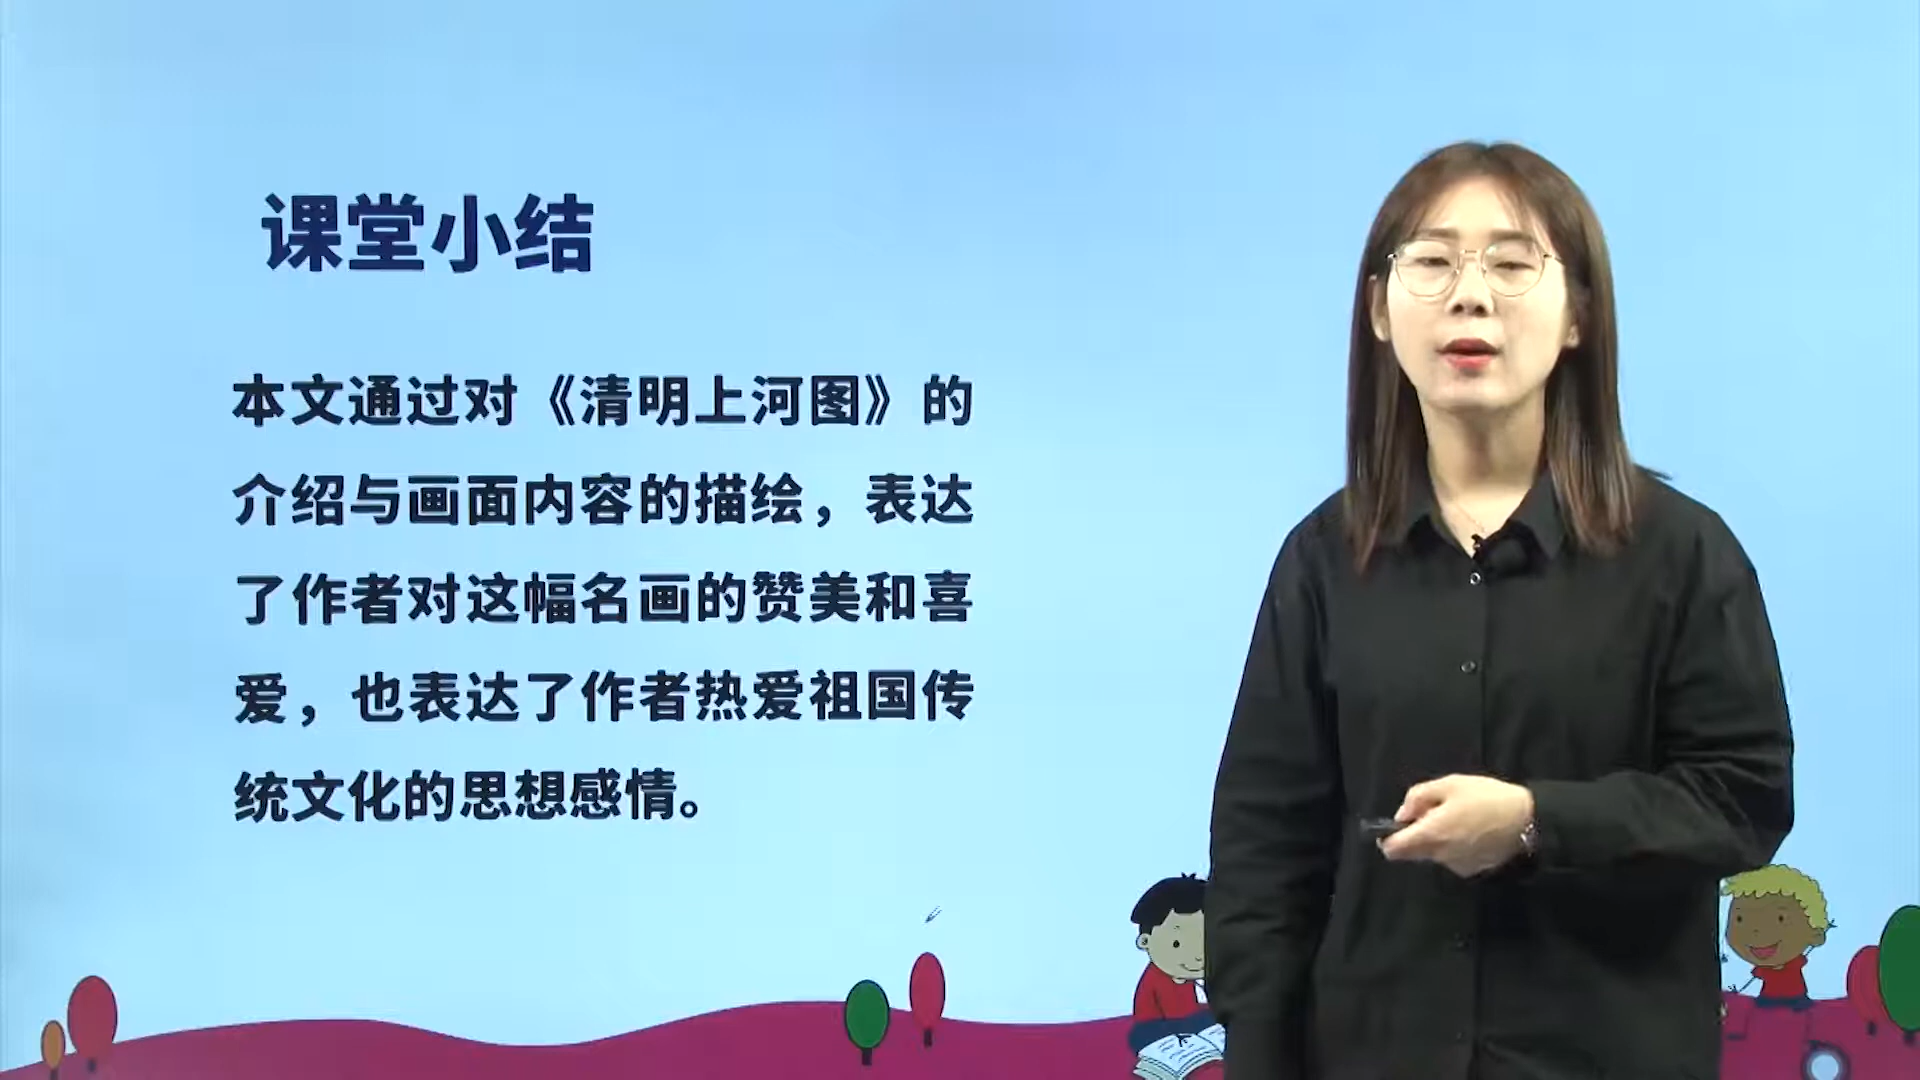 课堂小结
本文通过对《清明上河图》的
介绍与画面内容的描绘，表达
了作者对这幅名画的赞美和喜
爱，也表达了作者热爱祖国传
统文化的思想感情。